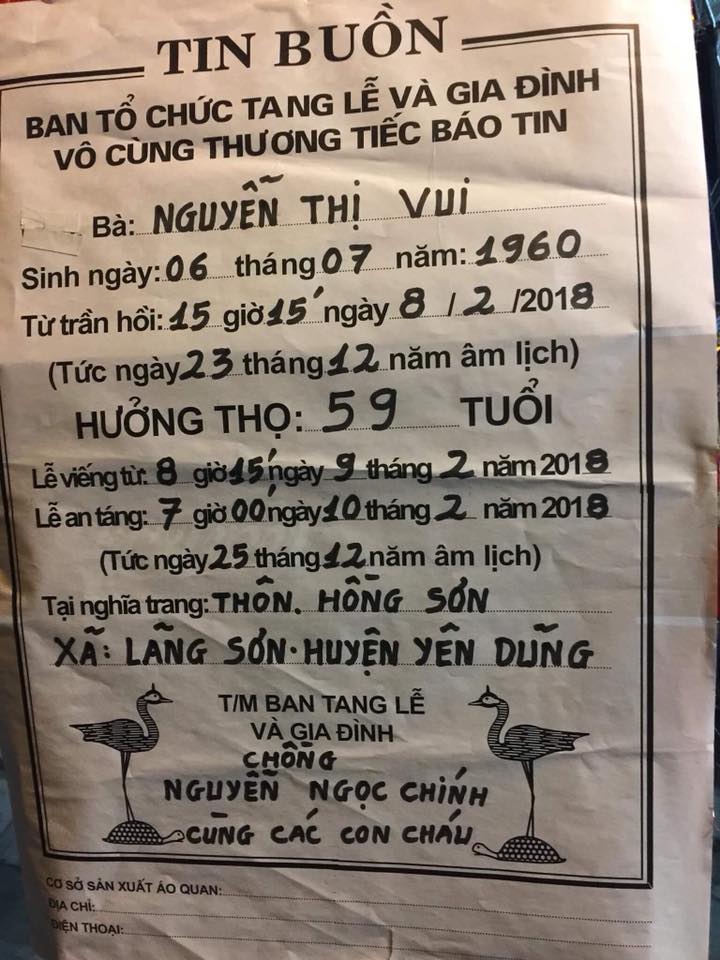 TIN BUỒN
BAN TỔ CHỨC TANG LỄ VÀ GIA ĐÌNH
VÔ CÙNG THƯƠNG TIẾC BÁO TIN
Bà: NGUYỄN THỊ VUI
Sinh ngày: 06 tháng 07 năm: 1960
Từ trần hồi: 15 giờ 15' ngày 8 / 2 /2018
(Tức ngày 23 tháng 12 năm âm lịch)
HƯỞNG THỌ: 59 TUỔI
Lễ viếng từ: 8 giờ 15' ngày 9 tháng 2 năm 2018
Lễ an táng: 7 giờ 00' ngày 10 tháng 2 năm 2018
(Tức ngày 25 tháng 12 năm âm lịch)
Tại nghĩa trang: THÔN. HỒNG SƠN
XÃ: LÃNG SƠN. HUYỆN YÊN DŨNG
T/M BAN TANG LỄ
VÀ GIA ĐÌNH
CHỒNG
NGUYỄN NGỌC CHÍNH
CÙNG CÁC CON CHÁU
CƠ SỞ SẢN XUẤT ÁO QUAN:
ĐỊA CHỈ:
ĐIỆN THOẠI: